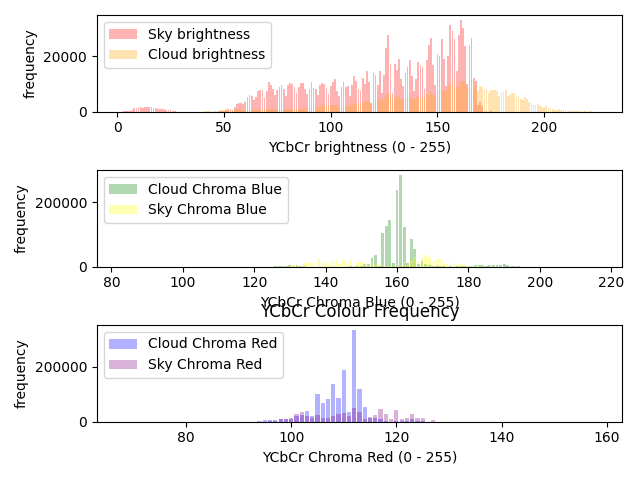 Sky brightness
Cloud brightness
frequency
20000
0
0 50 100 150 200
YCbCr brightness (0 - 255)
Cloud Chroma Blue
Sky Chroma Blue
frequency
200000
0
80 100 120 140 160 180 200 220
YCbCr Chroma Blue (0 - 255)
YCbCr Colour Frequency
Cloud Chroma Red
Sky Chroma Red
frequency
200000
0
80 100 120 140 160
YCbCr Chroma Red (0 - 255)